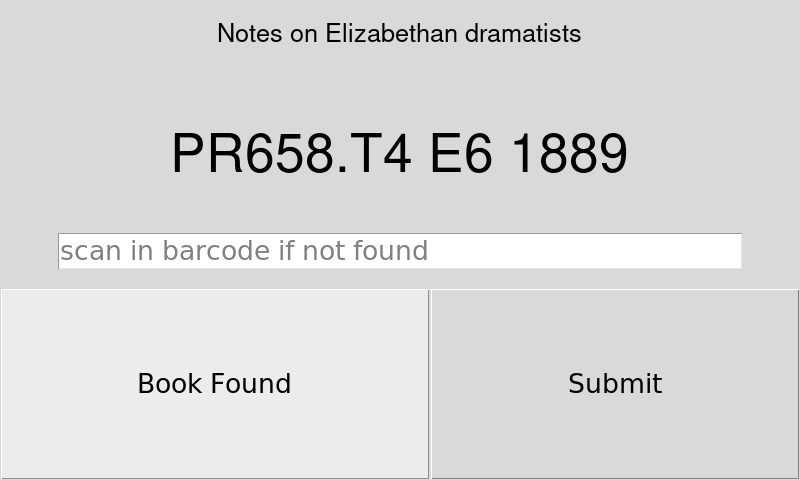 Notes on Elizabethan dramatists
PR658.T4 E6 1889
scan in barcode if not found
Book Found
Submit